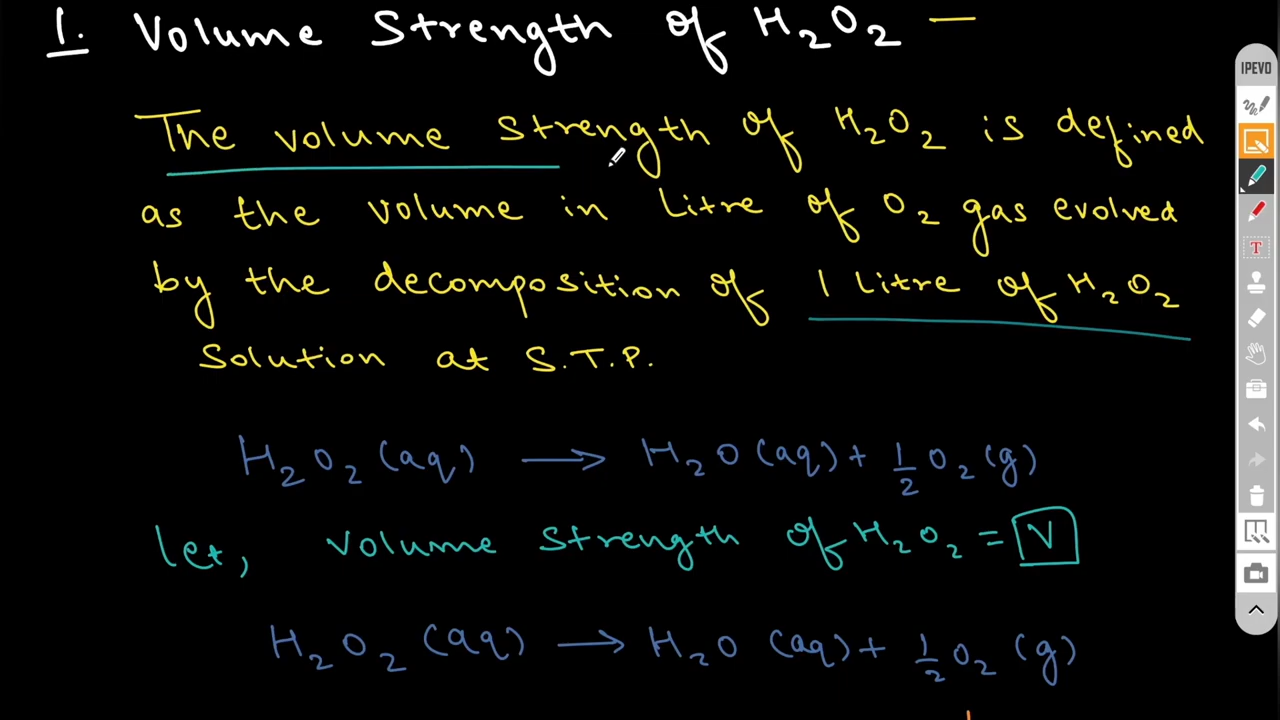 1. Volume Strength of H₂O₂ —
IPEVO
The volume strength of H₂O₂ is defined
as the volume in Litre of O₂ gas evolved
by the decomposition of 1 Litre of H₂O₂
Solution at S.T.P.
T
H₂O₂ (aq) ⟶ H₂O (aq) + 1/2 O₂ (g)
Let, volume strength of H₂O₂ = V
H₂O₂ (aq) ⟶ H₂O (aq) + 1/2 O₂ (g)